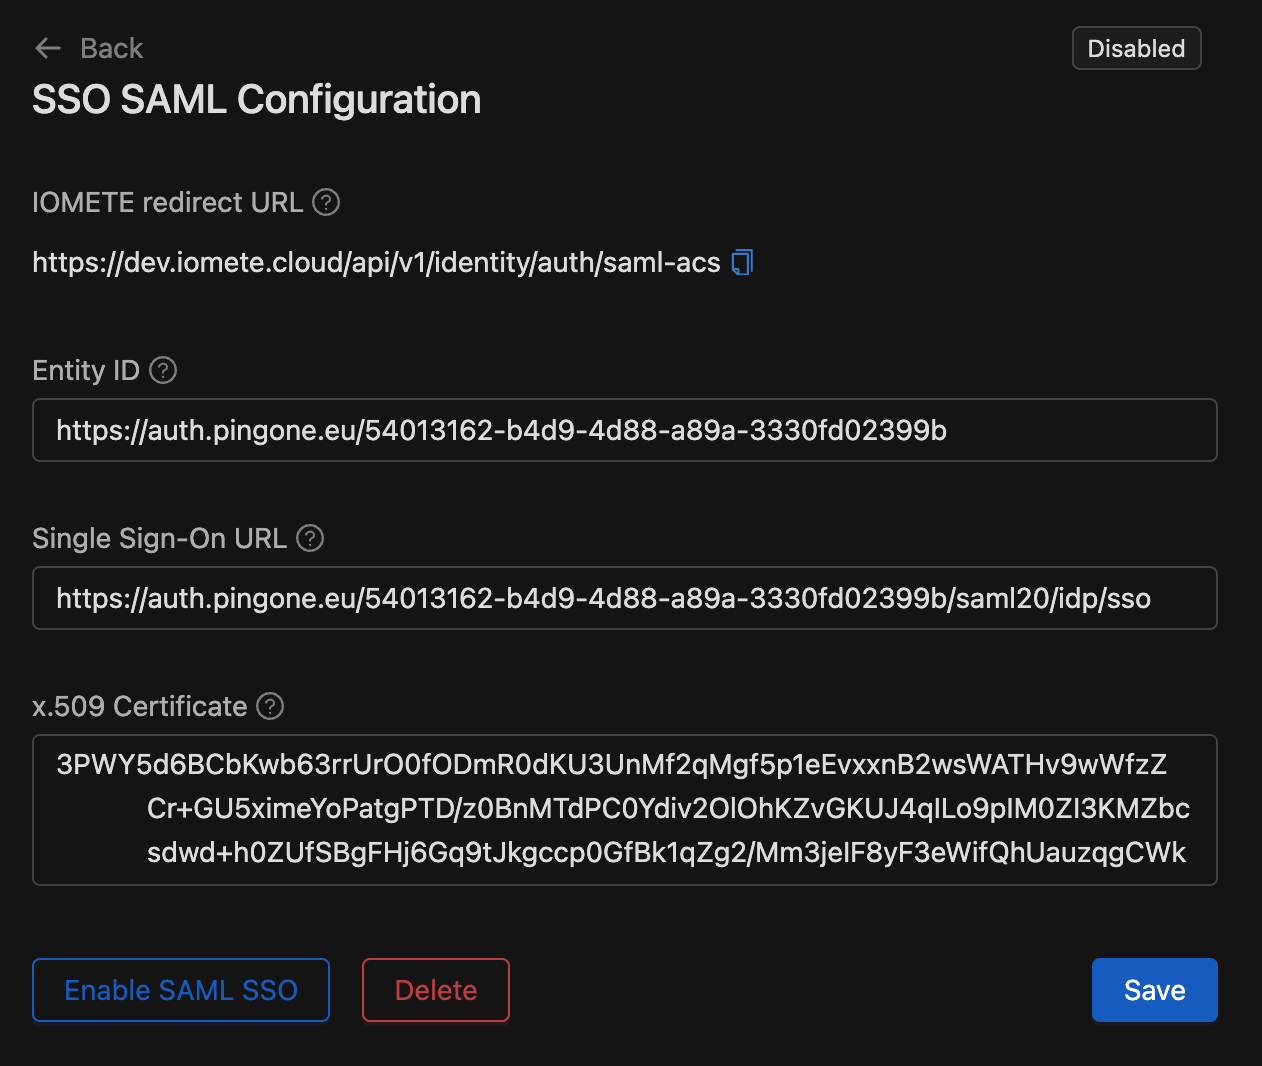 Back
Disabled
SSO SAML Configuration
IOMETE redirect URL
https://dev.iomete.cloud/api/v1/identity/auth/saml-acs
Entity ID
https://auth.pingone.eu/54013162-b4d9-4d88-a89a-3330fd02399b
Single Sign-On URL
https://auth.pingone.eu/54013162-b4d9-4d88-a89a-3330fd02399b/saml20/idp/sso
x.509 Certificate
3PWY5d6BCbKwb63rrUrO0fODmR0dKU3UnMf2qMgf5p1eEvxxnB2wsWATHv9wWfzZ
Cr+GU5ximeYoPatgPTD/z0BnMTdPC0Ydiv2OlOhKZvGKUJ4qILo9pIM0ZI3KMZbc
sdwd+h0ZUfSBgFHj6Gq9tJkgccp0GfBk1qZg2/Mm3jeIF8yF3eWifQhUauzqgCWk
Enable SAML SSO
Delete
Save